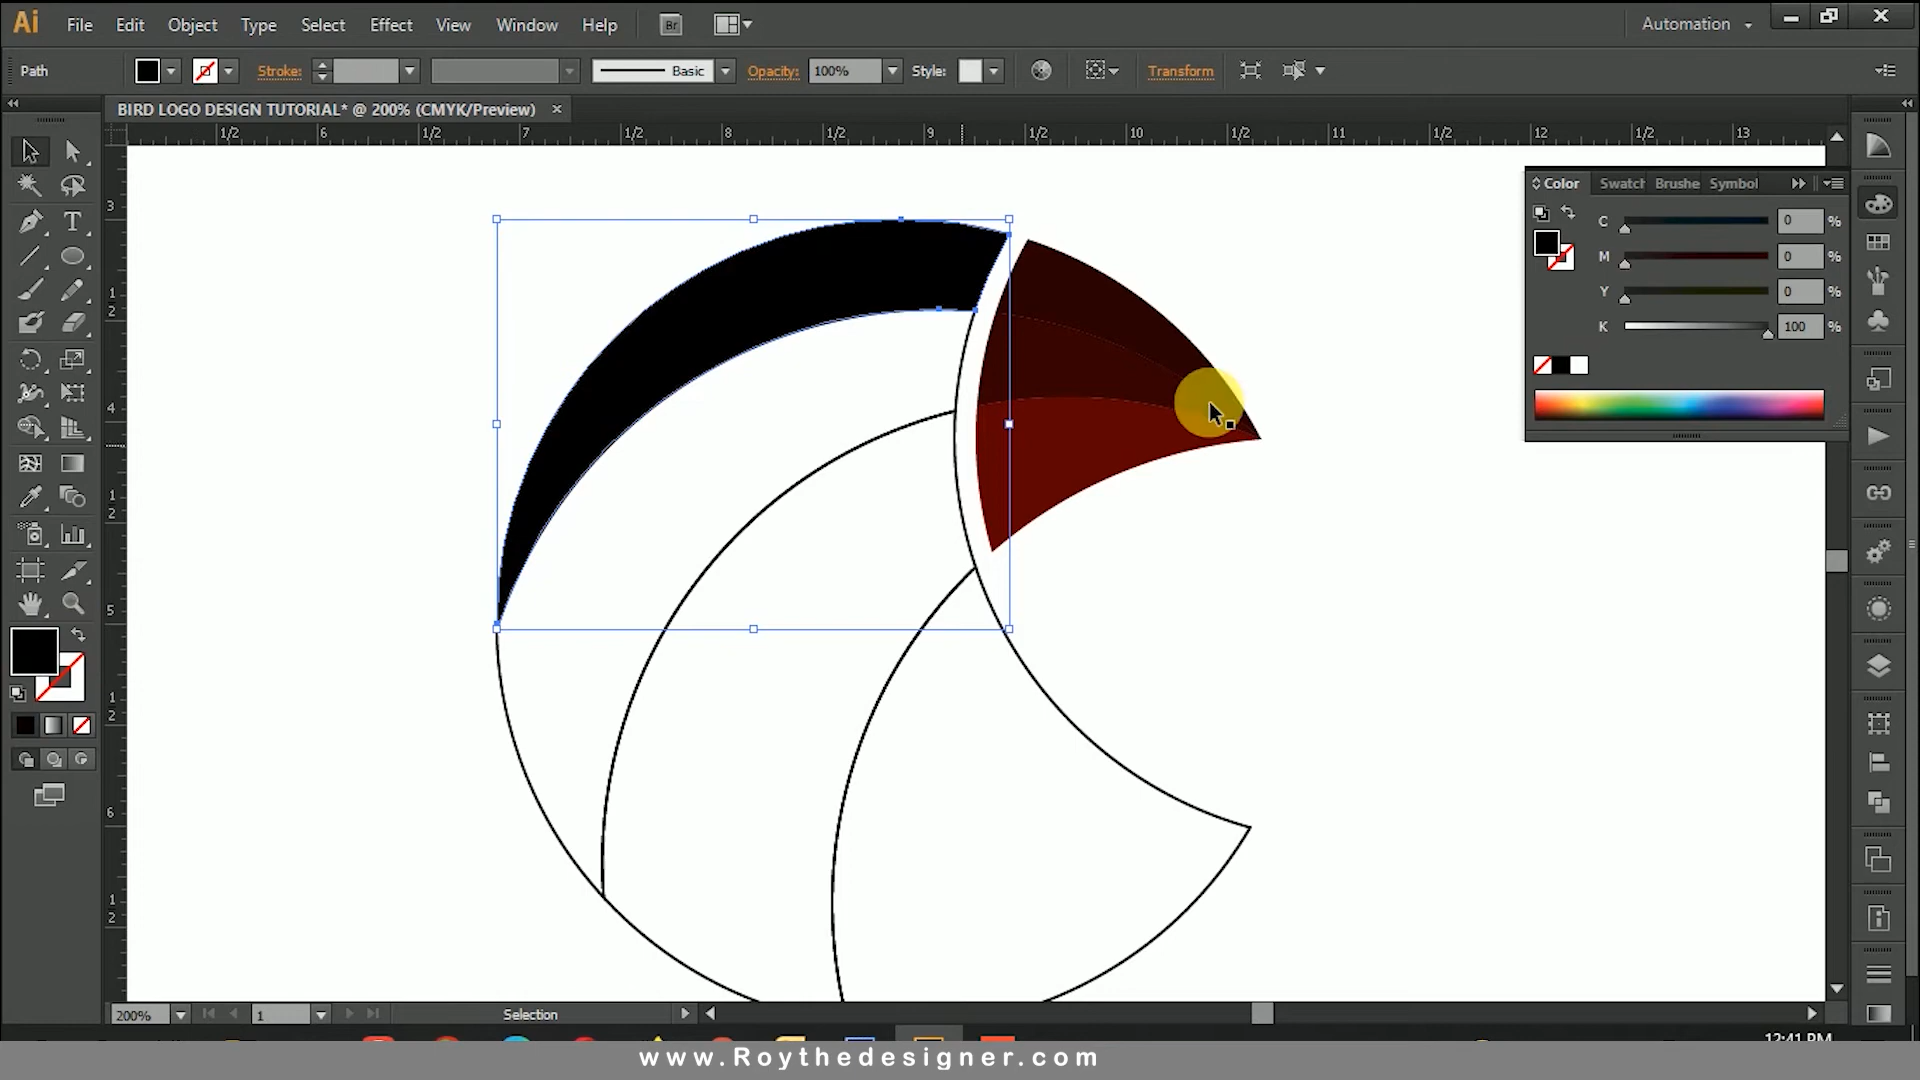 Ai File Edit Object Type Select Effect View Window Help Br Automation
Path Stroke: Basic Opacity: 100% Style: Transform
BIRD LOGO DESIGN TUTORIAL* @ 200% (CMYK/Preview) ×
1/2 6 1/2 7 1/2 8 1/2 9 1/2 10 1/2 11 1/2 12 1/2 13
Color Swatch Brushe Symbol
C 0 %
M 0 %
Y 0 %
K 100 %
3
1
2
4
1
2
5
1
2
6
1
2
T
200% 1 Selection
12:41 PM
www.Roythedesigner.com